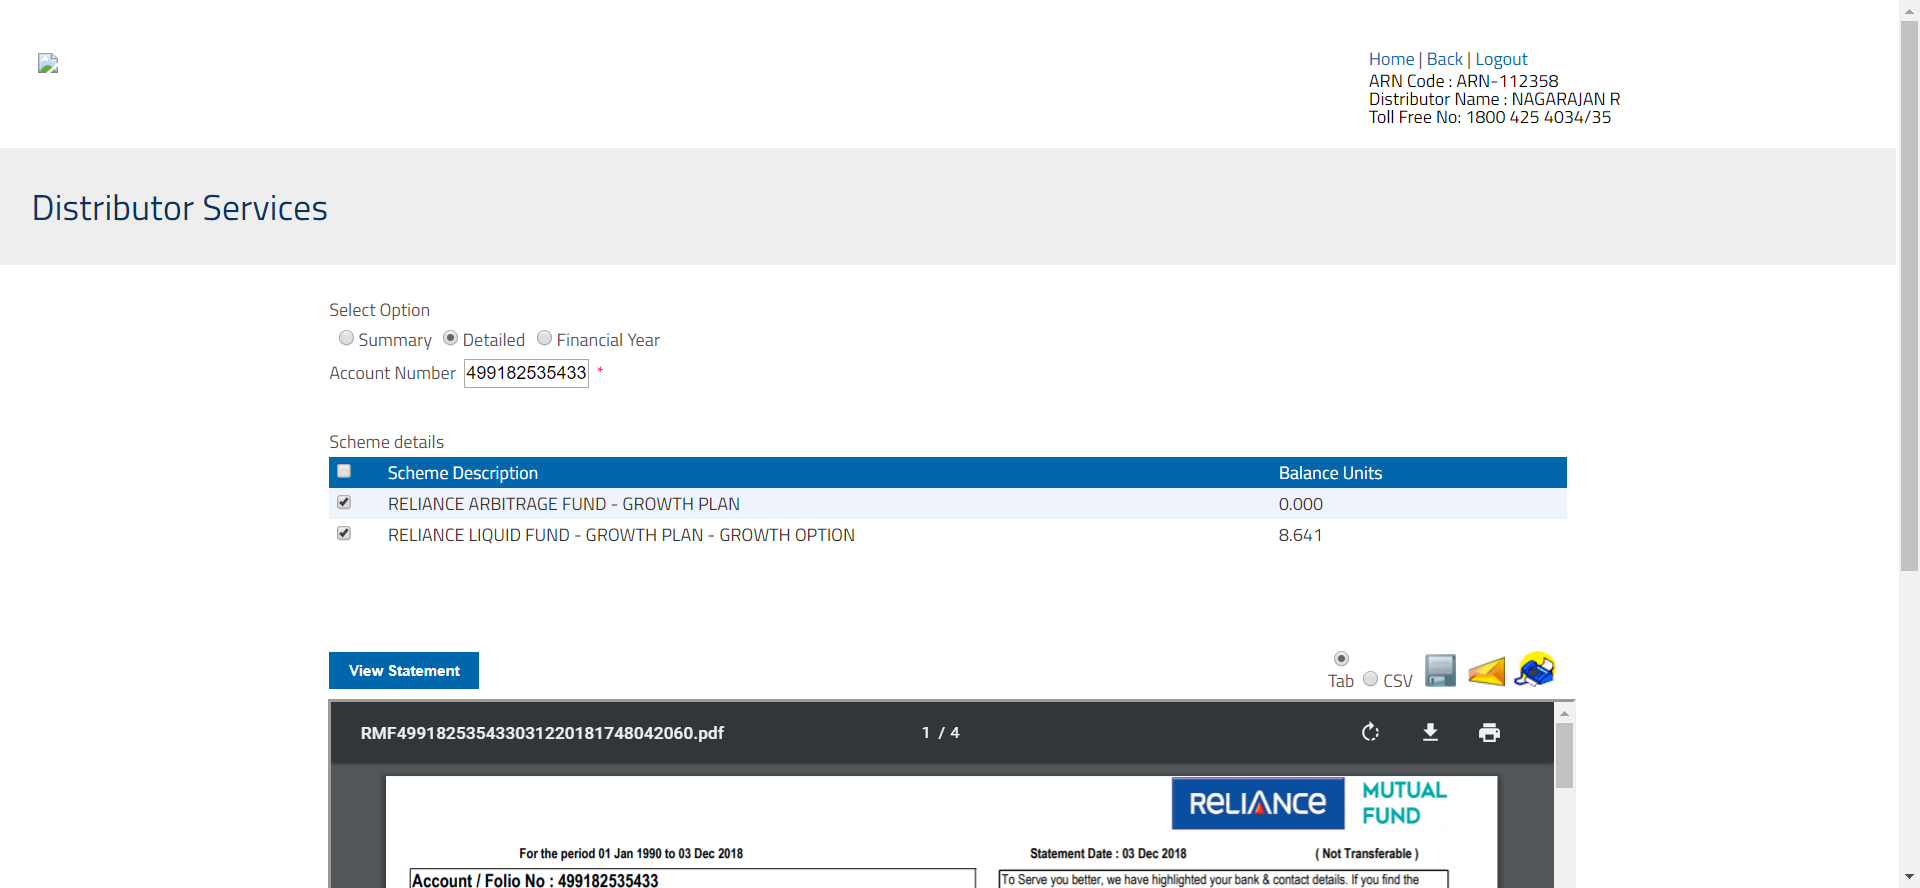 Home | Back | Logout
ARN Code : ARN-112358
Distributor Name : NAGARAJAN R
Toll Free No: 1800 425 4034/35
Distributor Services
Select Option
Summary Detailed Financial Year
Account Number 499182535433 *
Scheme details
Scheme Description Balance Units
RELIANCE ARBITRAGE FUND - GROWTH PLAN 0.000
RELIANCE LIQUID FUND - GROWTH PLAN - GROWTH OPTION 8.641
View Statement
Tab CSV
RMF49918253543303122018174804​2060.pdf 1 / 4
RELIANCE MUTUAL FUND
For the period 01 Jan 1990 to 03 Dec 2018 Statement Date : 03 Dec 2018 ( Not Transferable )
Account / Folio No : 499182535433
To Serve you better, we have highlighted your bank & contact details. If you find the